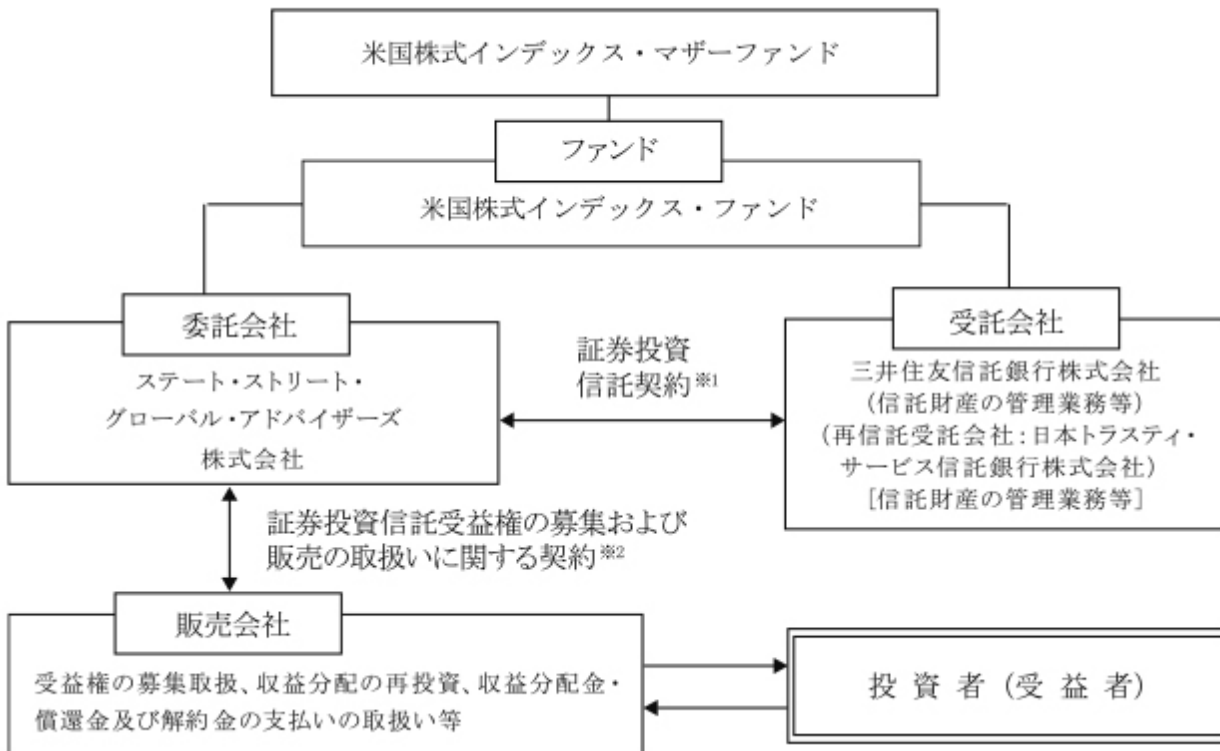 米国株式インデックス・マザーファンド
ファンド
米国株式インデックス・ファンド
委託会社
ステート・ストリート・
グローバル・アドバイザーズ
株式会社
証券投資
信託契約※1
受託会社
三井住友信託銀行株式会社
(信託財産の管理業務等)
(再信託受託会社:日本トラスティ・
サービス信託銀行株式会社)
[信託財産の管理業務等]
証券投資信託受益権の募集および
販売の取扱いに関する契約※2
販売会社
受益権の募集取扱、収益分配の再投資、収益分配金・
償還金及び解約金の支払いの取扱い等
投資者(受益者)